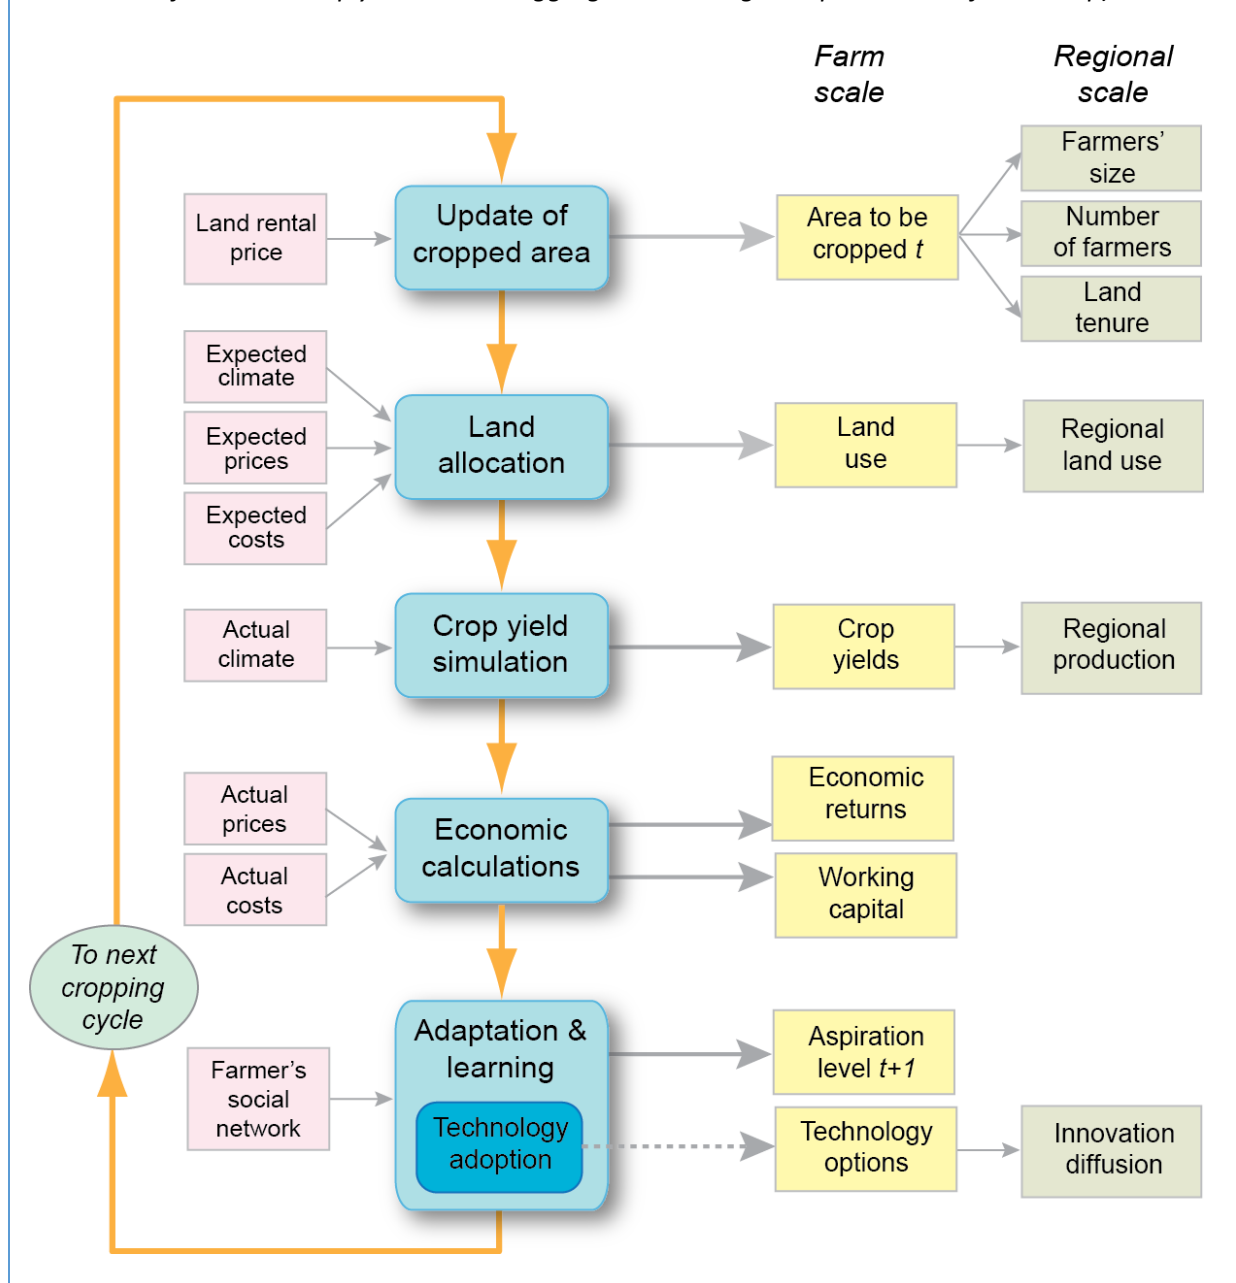 Farm
scale
Regional
scale
Land rental
price
Update of
cropped area
Area to be
cropped t
Farmers'
size
Number
of farmers
Land
tenure
Expected
climate
Expected
prices
Expected
costs
Land
allocation
Land
use
Regional
land use
Actual
climate
Crop yield
simulation
Crop
yields
Regional
production
Actual
prices
Actual
costs
Economic
calculations
Economic
returns
Working
capital
To next
cropping
cycle
Farmer's
social
network
Adaptation &
learning
Technology
adoption
Aspiration
level t+1
Technology
options
Innovation
diffusion